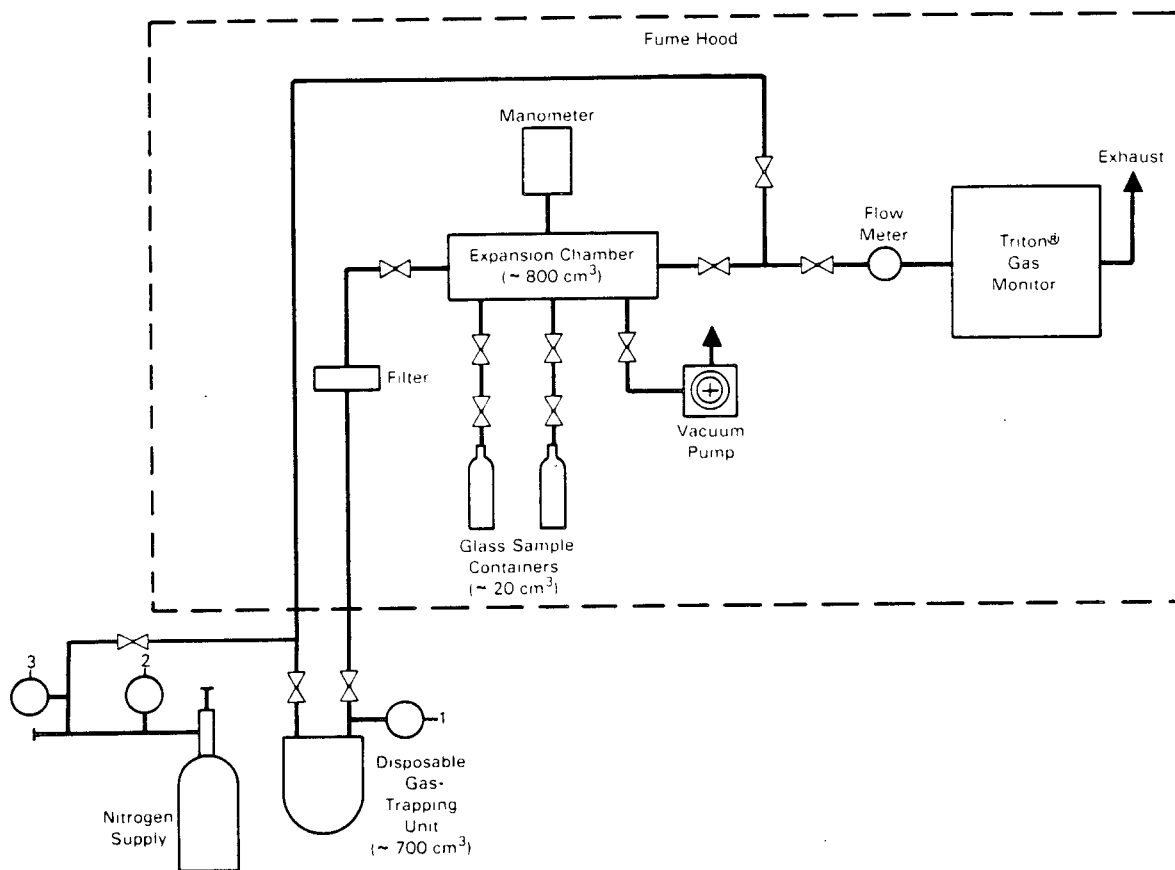 Fume Hood
Manometer
Exhaust
Flow
Meter
Triton®
Gas
Monitor
Expansion Chamber
(~ 800 cm³)
Filter
Vacuum
Pump
Glass Sample
Containers
(~ 20 cm³)
3
2
1
Disposable
Gas-
Trapping
Unit
(~ 700 cm³)
Nitrogen
Supply